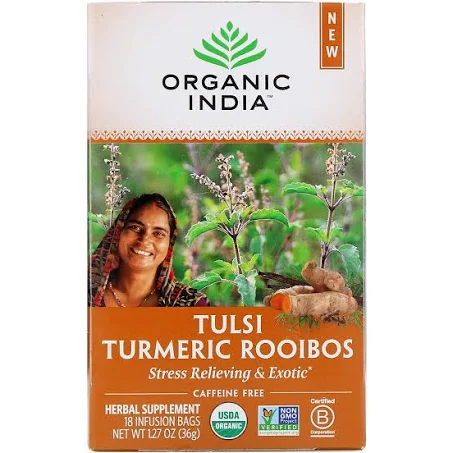 NEW
ORGANIC
INDIA™
TULSI
TURMERIC ROOIBOS
Stress Relieving & Exotic*
CAFFEINE FREE
HERBAL SUPPLEMENT
18 INFUSION BAGS
NET WT 1.27 OZ (36g)
USDA
ORGANIC
NON
GMO
Project
VERIFIED
Certified
B
Corporation